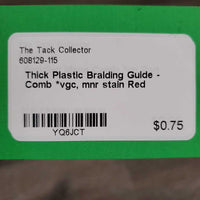 The Tack Collector
608129-115
Thick Plastic Braiding Guide -
Comb *vgc, mnr stain Red
YQ6JCT
$0.75